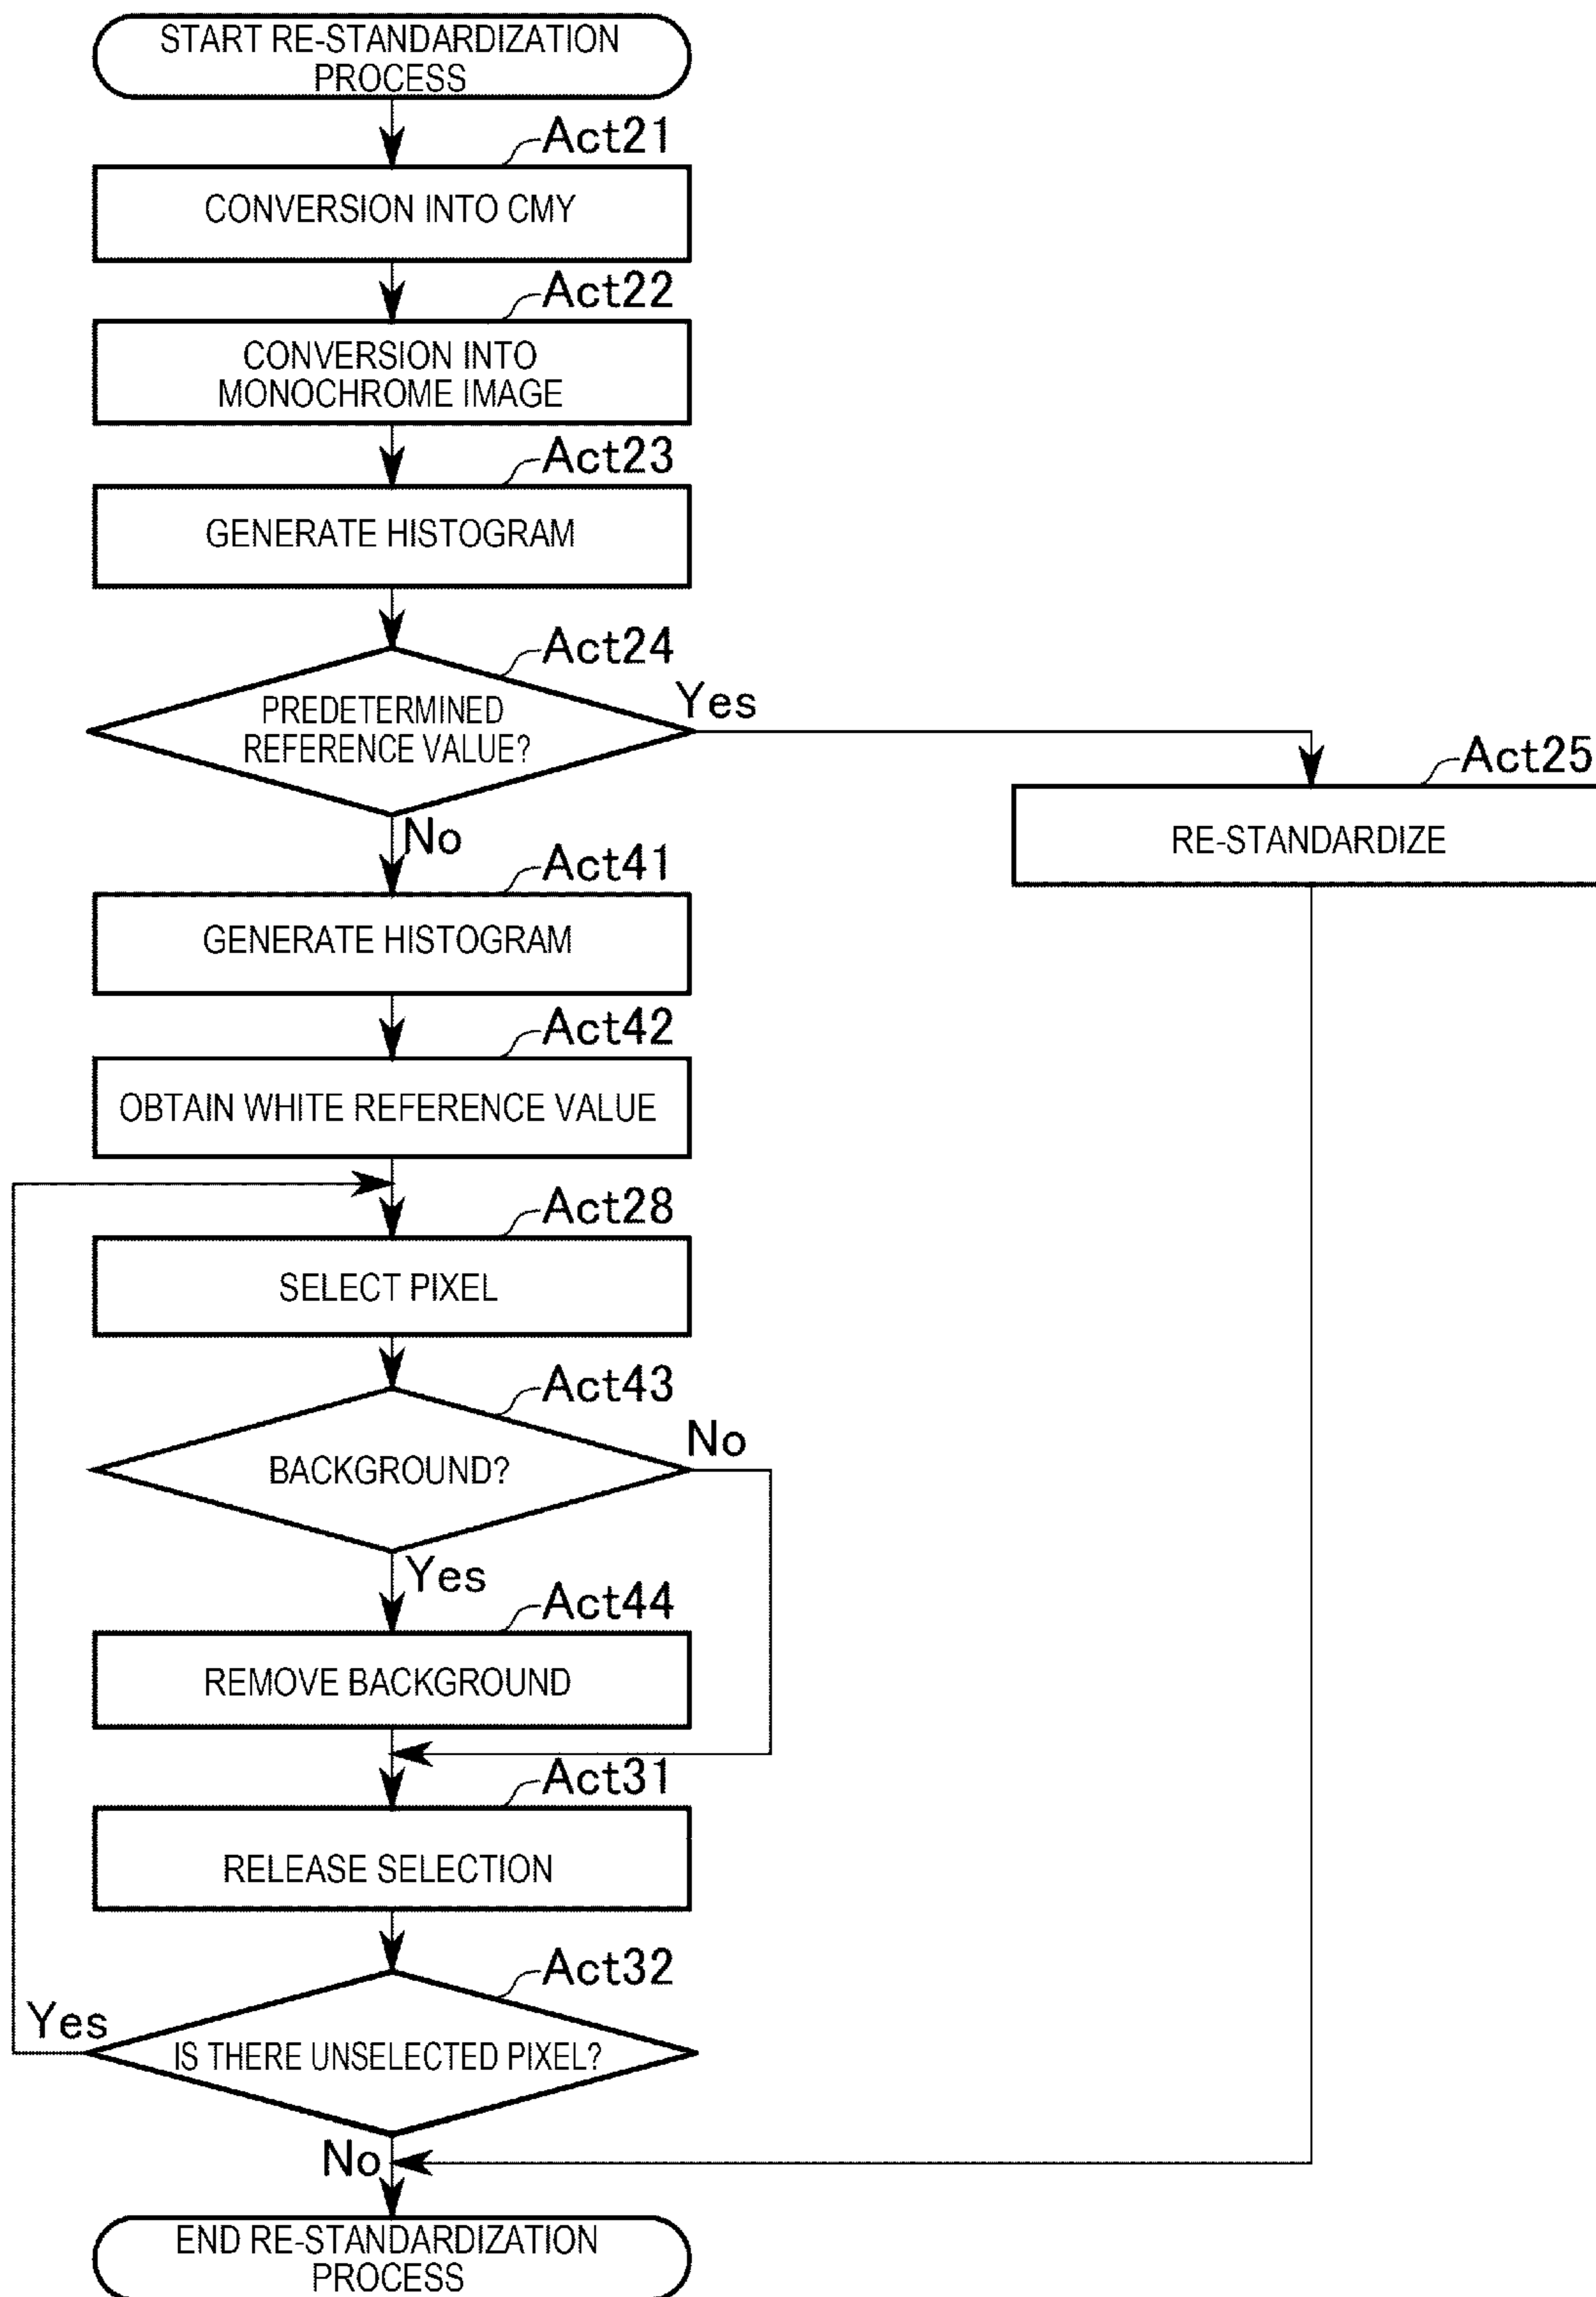 START RE-STANDARDIZATION
PROCESS
Act21
CONVERSION INTO CMY
Act22
CONVERSION INTO
MONOCHROME IMAGE
Act23
GENERATE HISTOGRAM
Act24
PREDETERMINED
REFERENCE VALUE?
Yes
Act25
RE-STANDARDIZE
No
Act41
GENERATE HISTOGRAM
Act42
OBTAIN WHITE REFERENCE VALUE
Act28
SELECT PIXEL
Act43
BACKGROUND?
No
Yes
Act44
REMOVE BACKGROUND
Act31
RELEASE SELECTION
Act32
IS THERE UNSELECTED PIXEL?
Yes
No
END RE-STANDARDIZATION
PROCESS